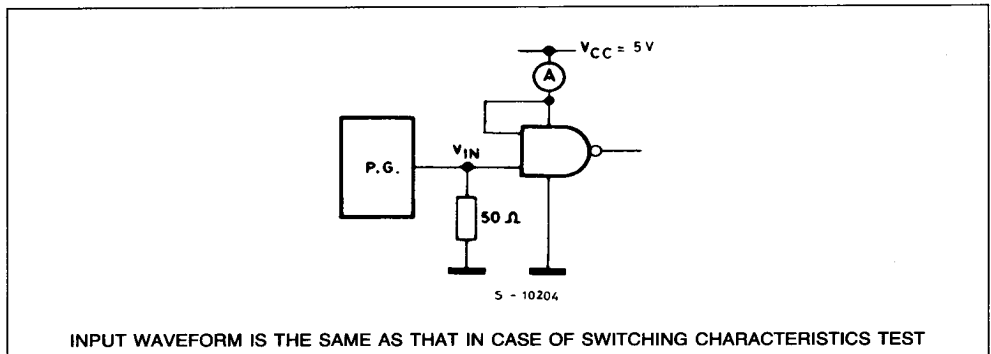 V_CC = 5 V
A
V_IN
P.G.
50 Ω
S - 10204
INPUT WAVEFORM IS THE SAME AS THAT IN CASE OF SWITCHING CHARACTERISTICS TEST